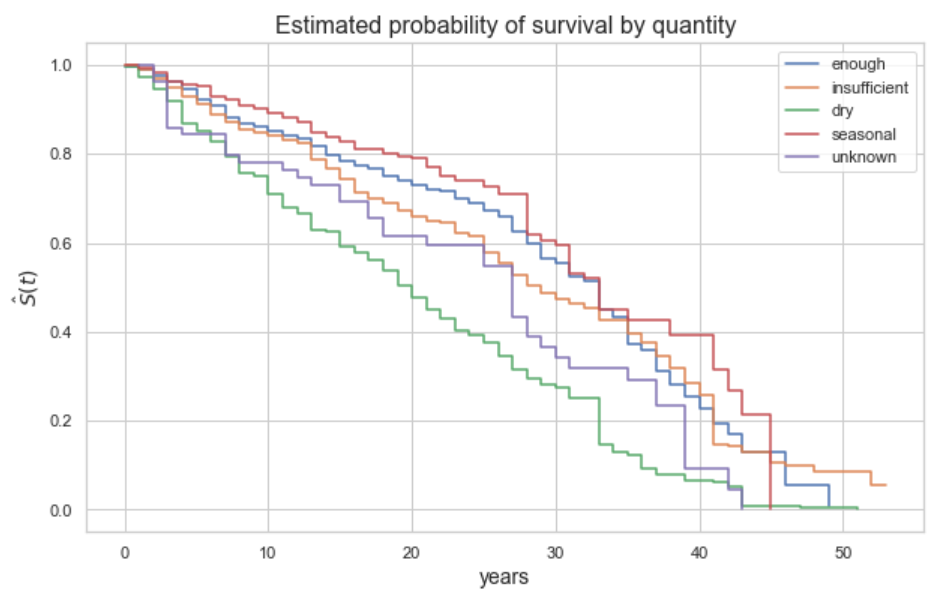 Estimated probability of survival by quantity
1.0
0.8
0.6
0.4
0.2
0.0
Ŝ(t)
0 10 20 30 40 50
years
enough
insufficient
dry
seasonal
unknown